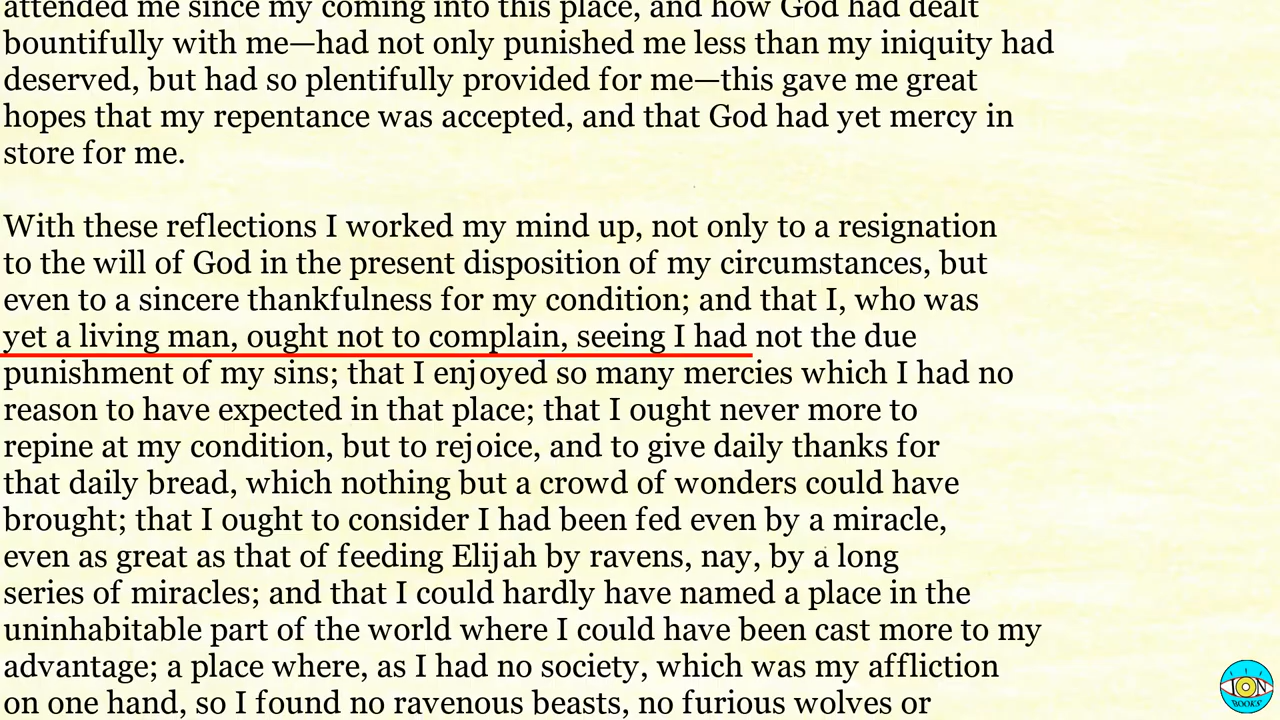 attended me since my coming into this place, and how God had dealt
bountifully with me—had not only punished me less than my iniquity had
deserved, but had so plentifully provided for me—this gave me great
hopes that my repentance was accepted, and that God had yet mercy in
store for me.
With these reflections I worked my mind up, not only to a resignation
to the will of God in the present disposition of my circumstances, but
even to a sincere thankfulness for my condition; and that I, who was
yet a living man, ought not to complain, seeing I had not the due
punishment of my sins; that I enjoyed so many mercies which I had no
reason to have expected in that place; that I ought never more to
repine at my condition, but to rejoice, and to give daily thanks for
that daily bread, which nothing but a crowd of wonders could have
brought; that I ought to consider I had been fed even by a miracle,
even as great as that of feeding Elijah by ravens, nay, by a long
series of miracles; and that I could hardly have named a place in the
uninhabitable part of the world where I could have been cast more to my
advantage; a place where, as I had no society, which was my affliction
on one hand, so I found no ravenous beasts, no furious wolves or
ION
BOOKS